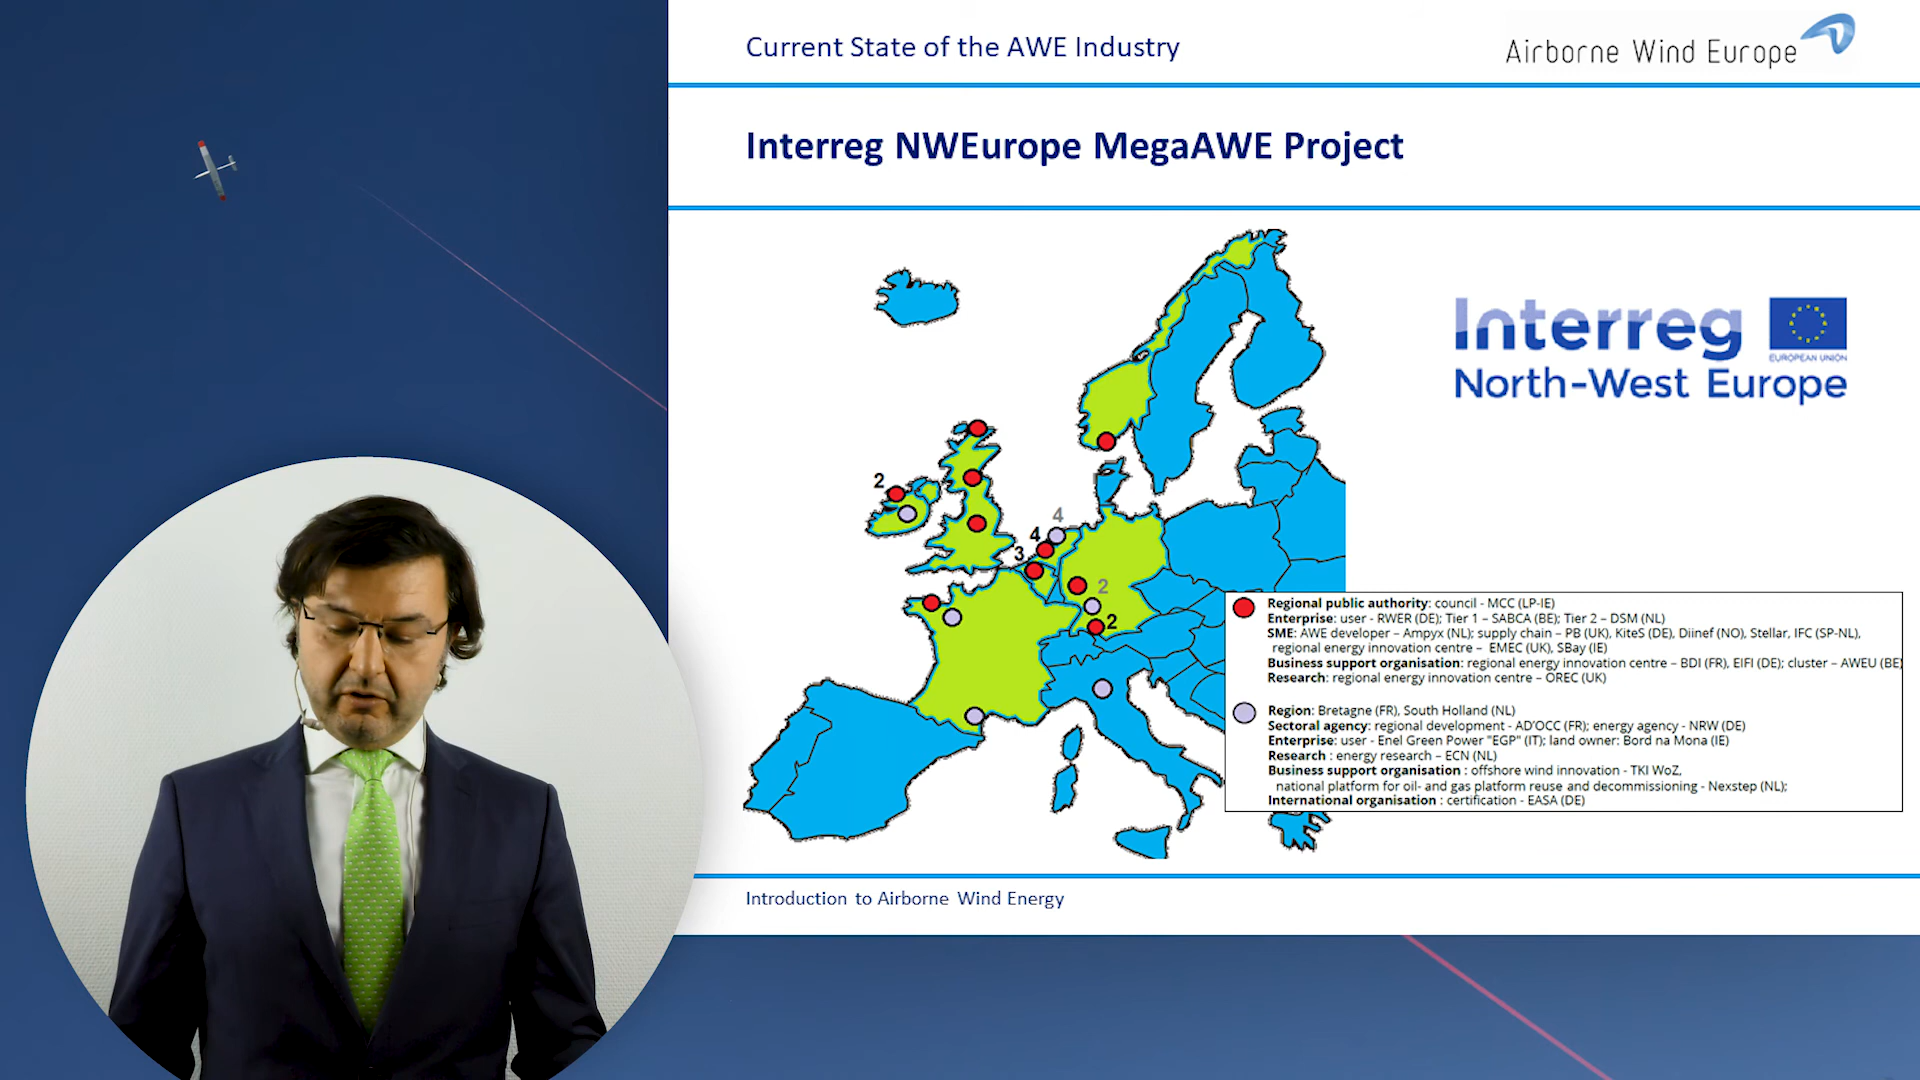 Current State of the AWE Industry
Airborne Wind Europe
Interreg NWEurope MegaAWE Project
Interreg
EUROPEAN UNION
North-West Europe
2
4
4
3
2
2
Regional public authority: council - MCC (LP-IE)
Enterprise: user - RWER (DE); Tier 1 – SABCA (BE); Tier 2 – DSM (NL)
SME: AWE developer – Ampyx (NL); supply chain – PB (UK), KiteS (DE), Diinef (NO), Stellar, IFC (SP-NL),
regional energy innovation centre – EMEC (UK), SBay (IE)
Business support organisation: regional energy innovation centre – BDI (FR), EIFI (DE); cluster – AWEU (BE)
Research: regional energy innovation centre – OREC (UK)
Region: Bretagne (FR), South Holland (NL)
Sectoral agency: regional development - AD'OCC (FR); energy agency - NRW (DE)
Enterprise: user - Enel Green Power "EGP" (IT); land owner: Bord na Mona (IE)
Research : energy research – ECN (NL)
Business support organisation : offshore wind innovation - TKI WoZ,
national platform for oil- and gas platform reuse and decommissioning - Nexstep (NL);
International organisation : certification - EASA (DE)
Introduction to Airborne Wind Energy